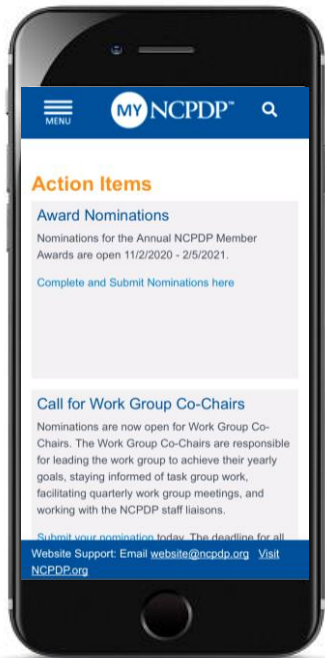 MENU
MY NCPDP™
Action Items
Award Nominations
Nominations for the Annual NCPDP Member
Awards are open 11/2/2020 - 2/5/2021.
Complete and Submit Nominations here
Call for Work Group Co-Chairs
Nominations are now open for Work Group Co-
Chairs. The Work Group Co-Chairs are responsible
for leading the work group to achieve their yearly
goals, staying informed of task group work,
facilitating quarterly work group meetings, and
working with the NCPDP staff liaisons.
Submit your nomination today. The deadline for all
Website Support: Email website@ncpdp.org Visit
NCPDP.org